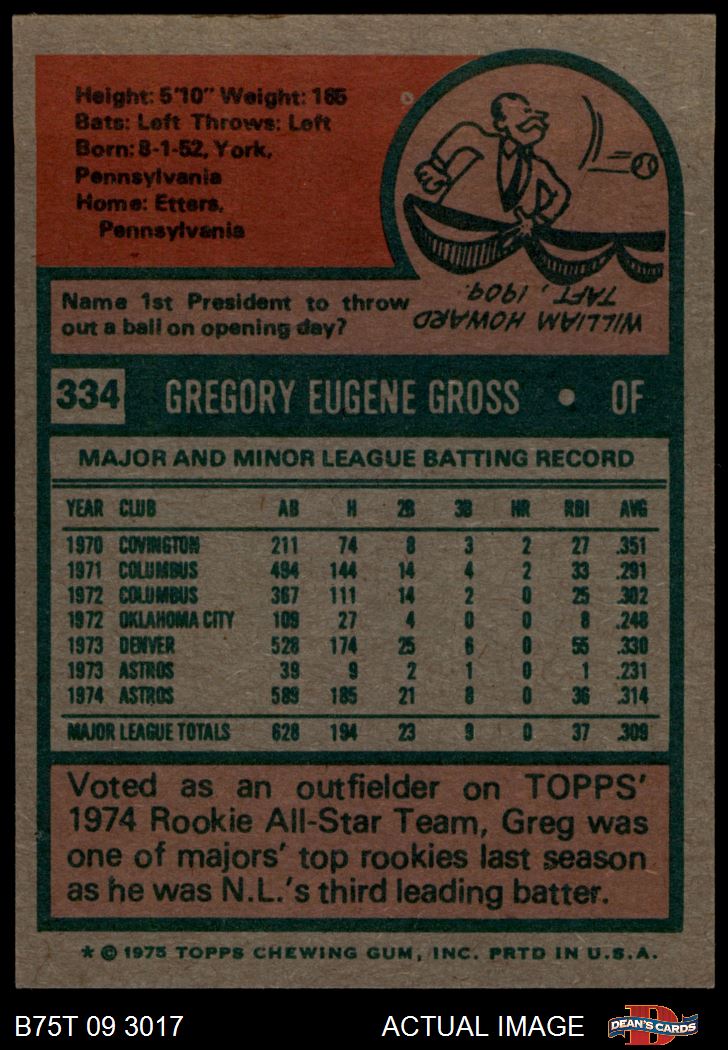 Height: 5'10" Weight: 165
Bats: Left Throws: Left
Born: 8-1-52, York,
Pennsylvania
Home: Etters,
Pennsylvania
Name 1st President to throw
out a ball on opening day?
WILLIAM HOWARD
TAFT, 1909.
334 GREGORY EUGENE GROSS • OF
MAJOR AND MINOR LEAGUE BATTING RECORD
YEAR CLUB AB H 2B 3B HR RBI AVG
1970 COVINGTON 211 74 8 3 2 27 .351
1971 COLUMBUS 494 144 14 4 2 33 .291
1972 COLUMBUS 367 111 14 2 0 25 .302
1972 OKLAHOMA CITY 109 27 4 0 0 8 .248
1973 DENVER 528 174 25 6 0 55 .330
1973 ASTROS 39 9 2 1 0 1 .231
1974 ASTROS 589 185 21 8 0 36 .314
MAJOR LEAGUE TOTALS 628 194 23 9 0 37 .309
Voted as an outfielder on TOPPS'
1974 Rookie All-Star Team, Greg was
one of majors' top rookies last season
as he was N.L.'s third leading batter.
* © 1975 TOPPS CHEWING GUM, INC. PRTD IN U.S.A.
B75T 09 3017 ACTUAL IMAGE DEAN'S CARDS